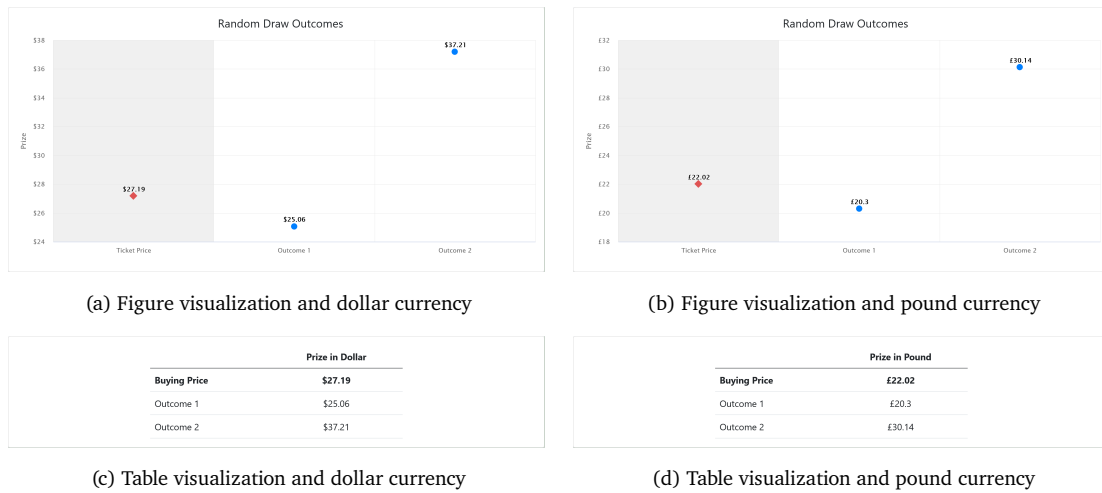 Random Draw Outcomes
$38
$36
$34
$32
$30
$28
$26
$24
Prize
$27.19
$25.06
$37.21
Ticket Price Outcome 1 Outcome 2
(a) Figure visualization and dollar currency
Random Draw Outcomes
£32
£30
£28
£26
£24
£22
£20
£18
Prize
£22.02
£20.3
£30.14
Ticket Price Outcome 1 Outcome 2
(b) Figure visualization and pound currency
Prize in Dollar
Buying Price $27.19
Outcome 1 $25.06
Outcome 2 $37.21
(c) Table visualization and dollar currency
Prize in Pound
Buying Price £22.02
Outcome 1 £20.3
Outcome 2 £30.14
(d) Table visualization and pound currency